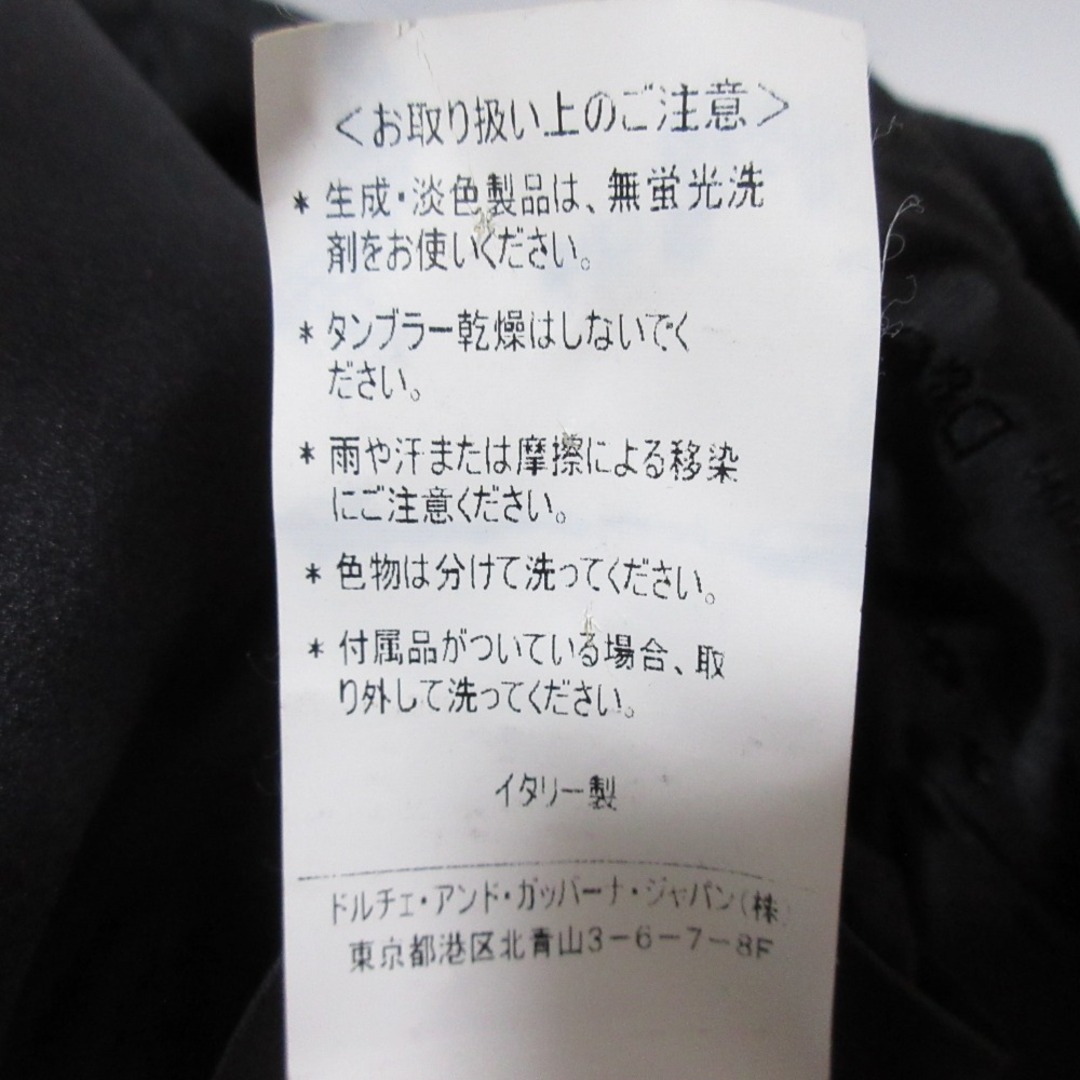 <お取り扱い上のご注意>
* 生成・淡色製品は、無蛍光洗
剤をお使いください。
* タンブラー乾燥はしないでく
ださい。
* 雨や汗または摩擦による移染
にご注意ください。
* 色物は分けて洗ってください。
* 付属品がついている場合、取
り外して洗ってください。
イタリー製
ドルチェ・アンド・ガッバーナ・ジャパン(株)
東京都港区北青山3-6-7-8F